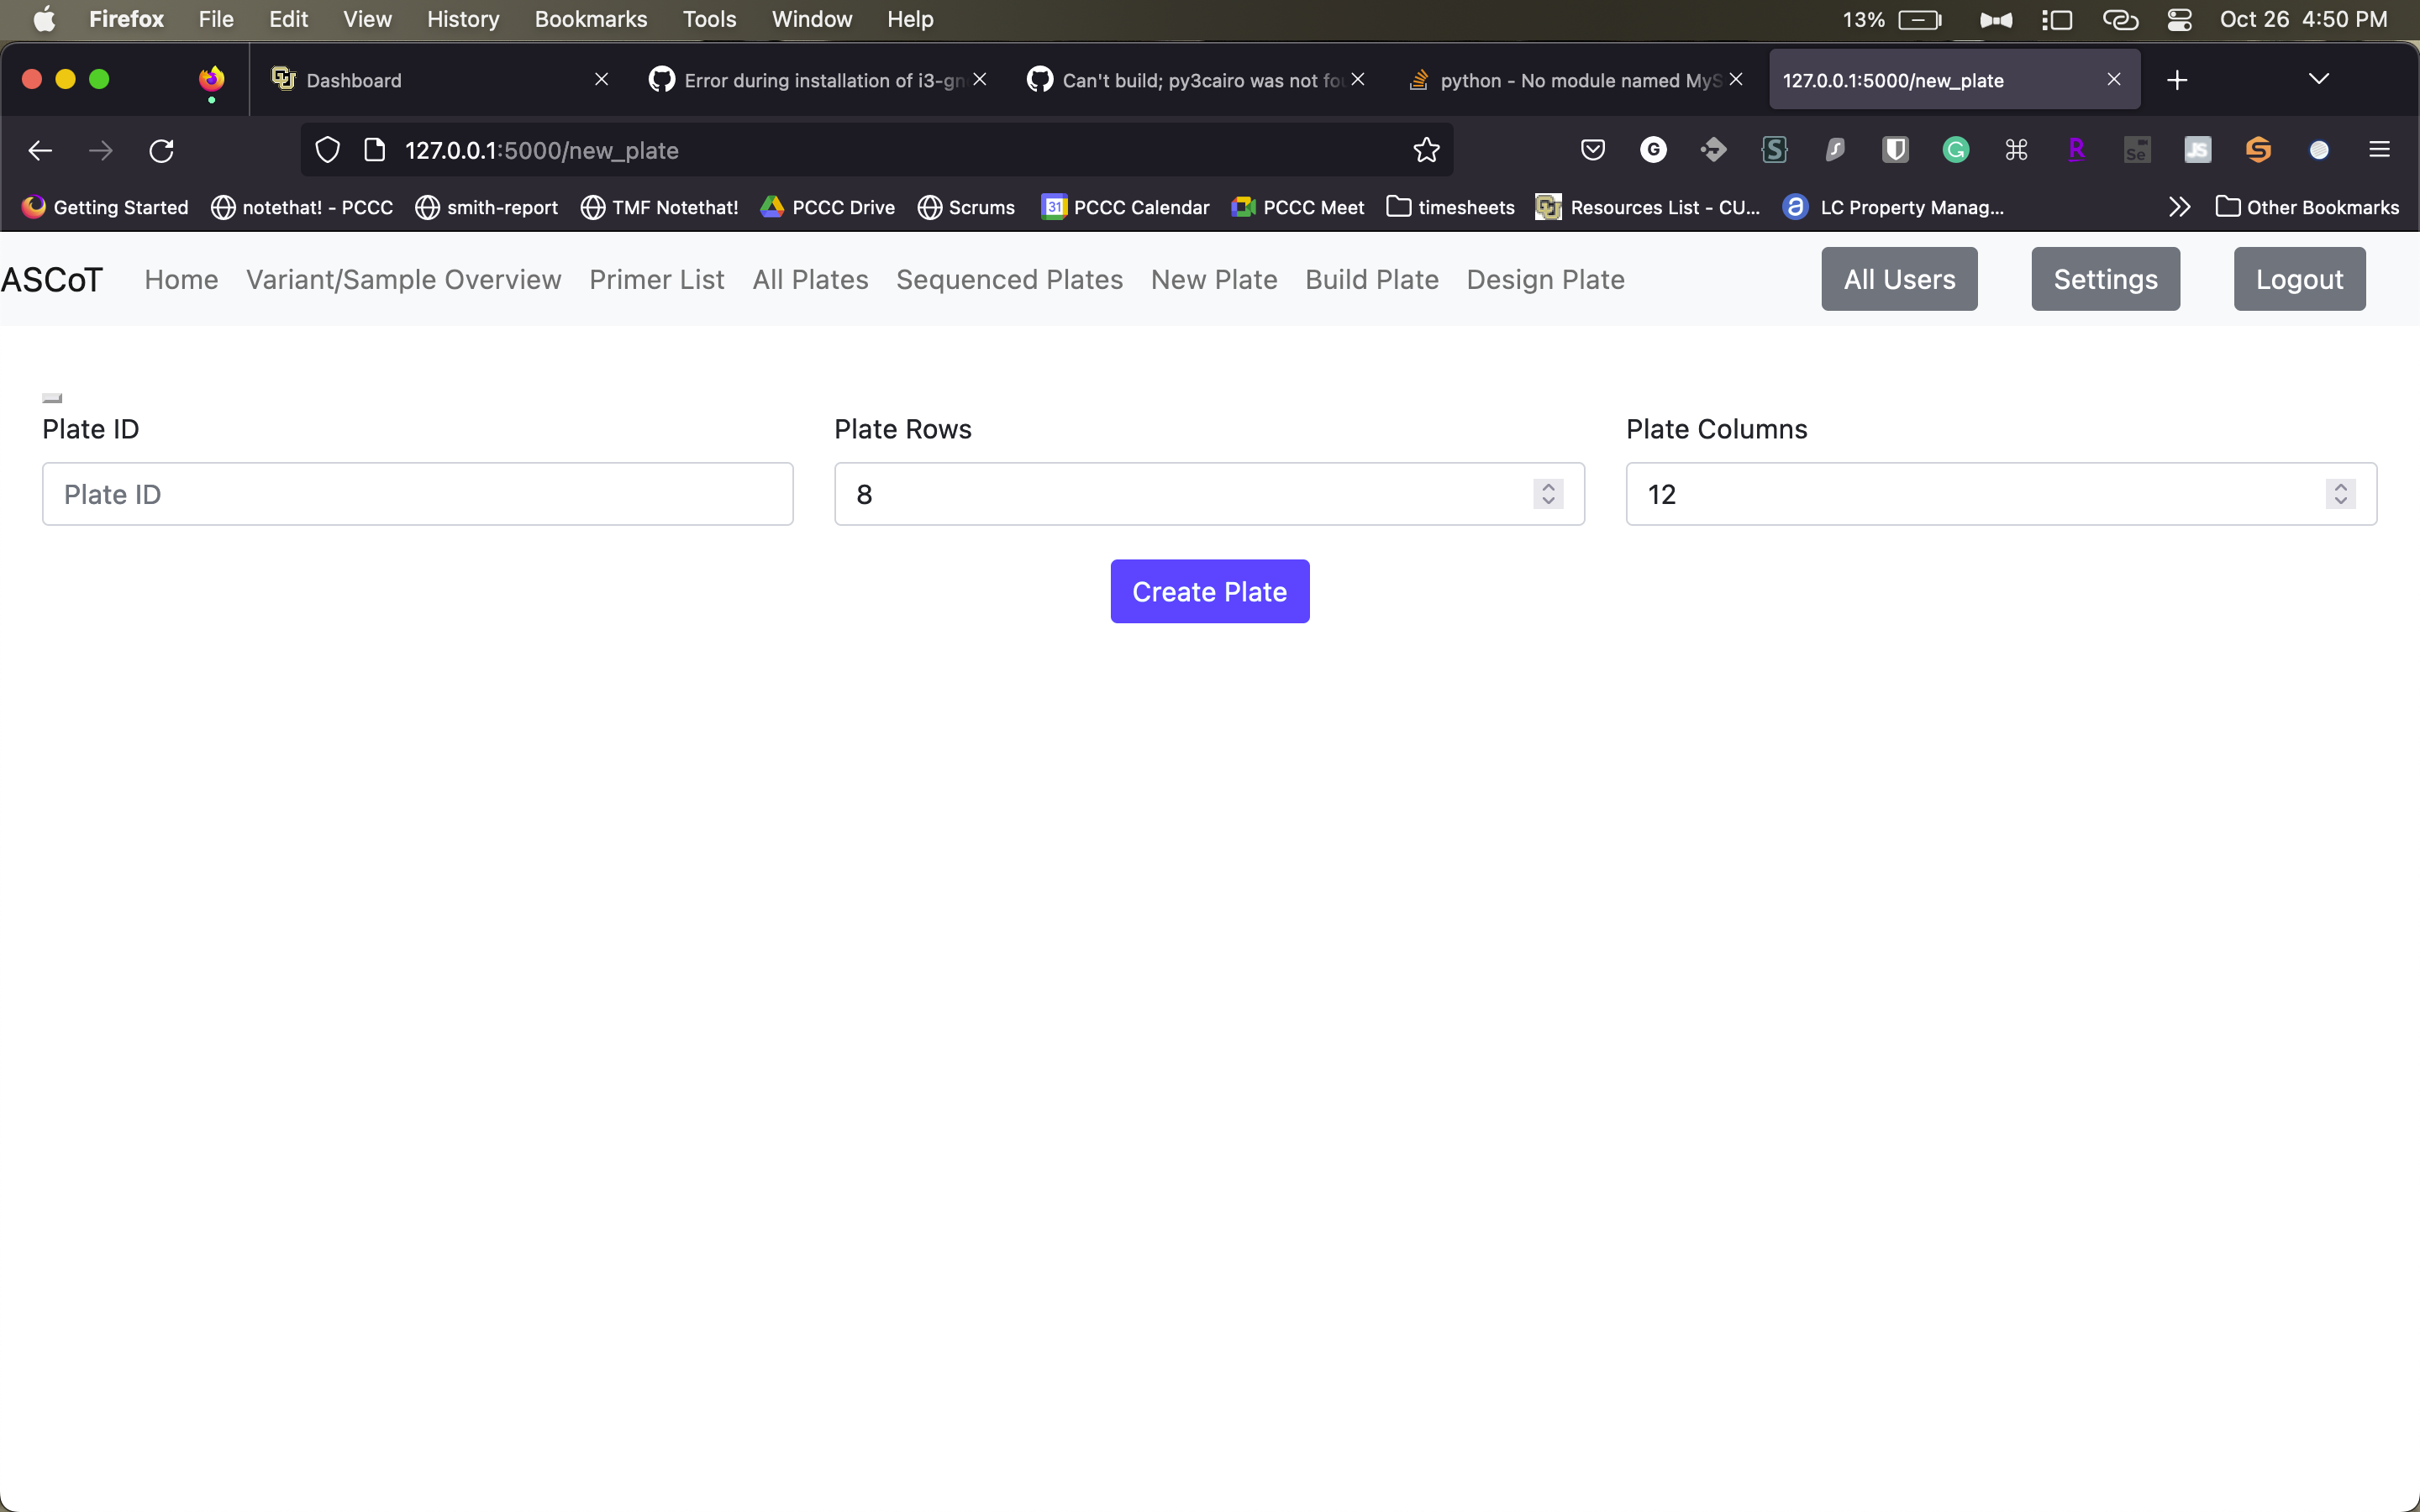 Firefox File Edit View History Bookmarks Tools Window Help 13% Oct 26 4:50 PM
Dashboard Error during installation of i3-gn Can't build; py3cairo was not fou python - No module named MyS 127.0.0.1:5000/new_plate
127.0.0.1:5000/new_plate G S R Se JS
Getting Started notethat! - PCCC smith-report TMF Notethat! PCCC Drive Scrums 31 PCCC Calendar PCCC Meet timesheets Resources List - CU... a LC Property Manag... Other Bookmarks
ASCoT Home Variant/Sample Overview Primer List All Plates Sequenced Plates New Plate Build Plate Design Plate All Users Settings Logout
Plate ID Plate Rows Plate Columns
Plate ID 8 12
Create Plate